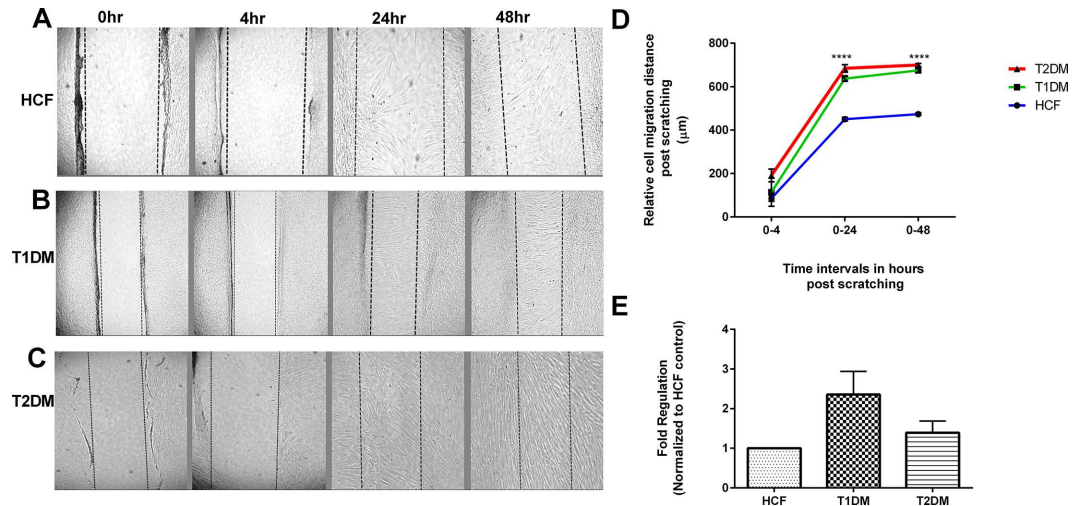 A
0hr
4hr
24hr
48hr
HCF
B
T1DM
C
T2DM
D
800
600
400
200
0
Relative cell migration distance
post scratching
(μm)
****
****
0-4
0-24
0-48
Time intervals in hours
post scratching
T2DM
T1DM
HCF
E
4
3
2
1
0
Fold Regulation
(Normalized to HCF control)
HCF
T1DM
T2DM